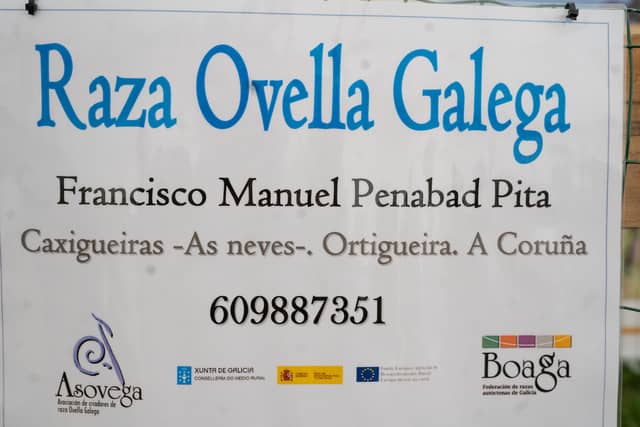 Raza Ovella Galega
Francisco Manuel Penabad Pita
Caxigueiras -As neves-. Ortigueira. A Coruña
609887351
Asovega
Asociación de criadores de
raza Ovella Galega
XUNTA DE GALICIA
CONSELLERÍA DO MEDIO RURAL
Boaga
Federación de razas
autóctonas de Galicia